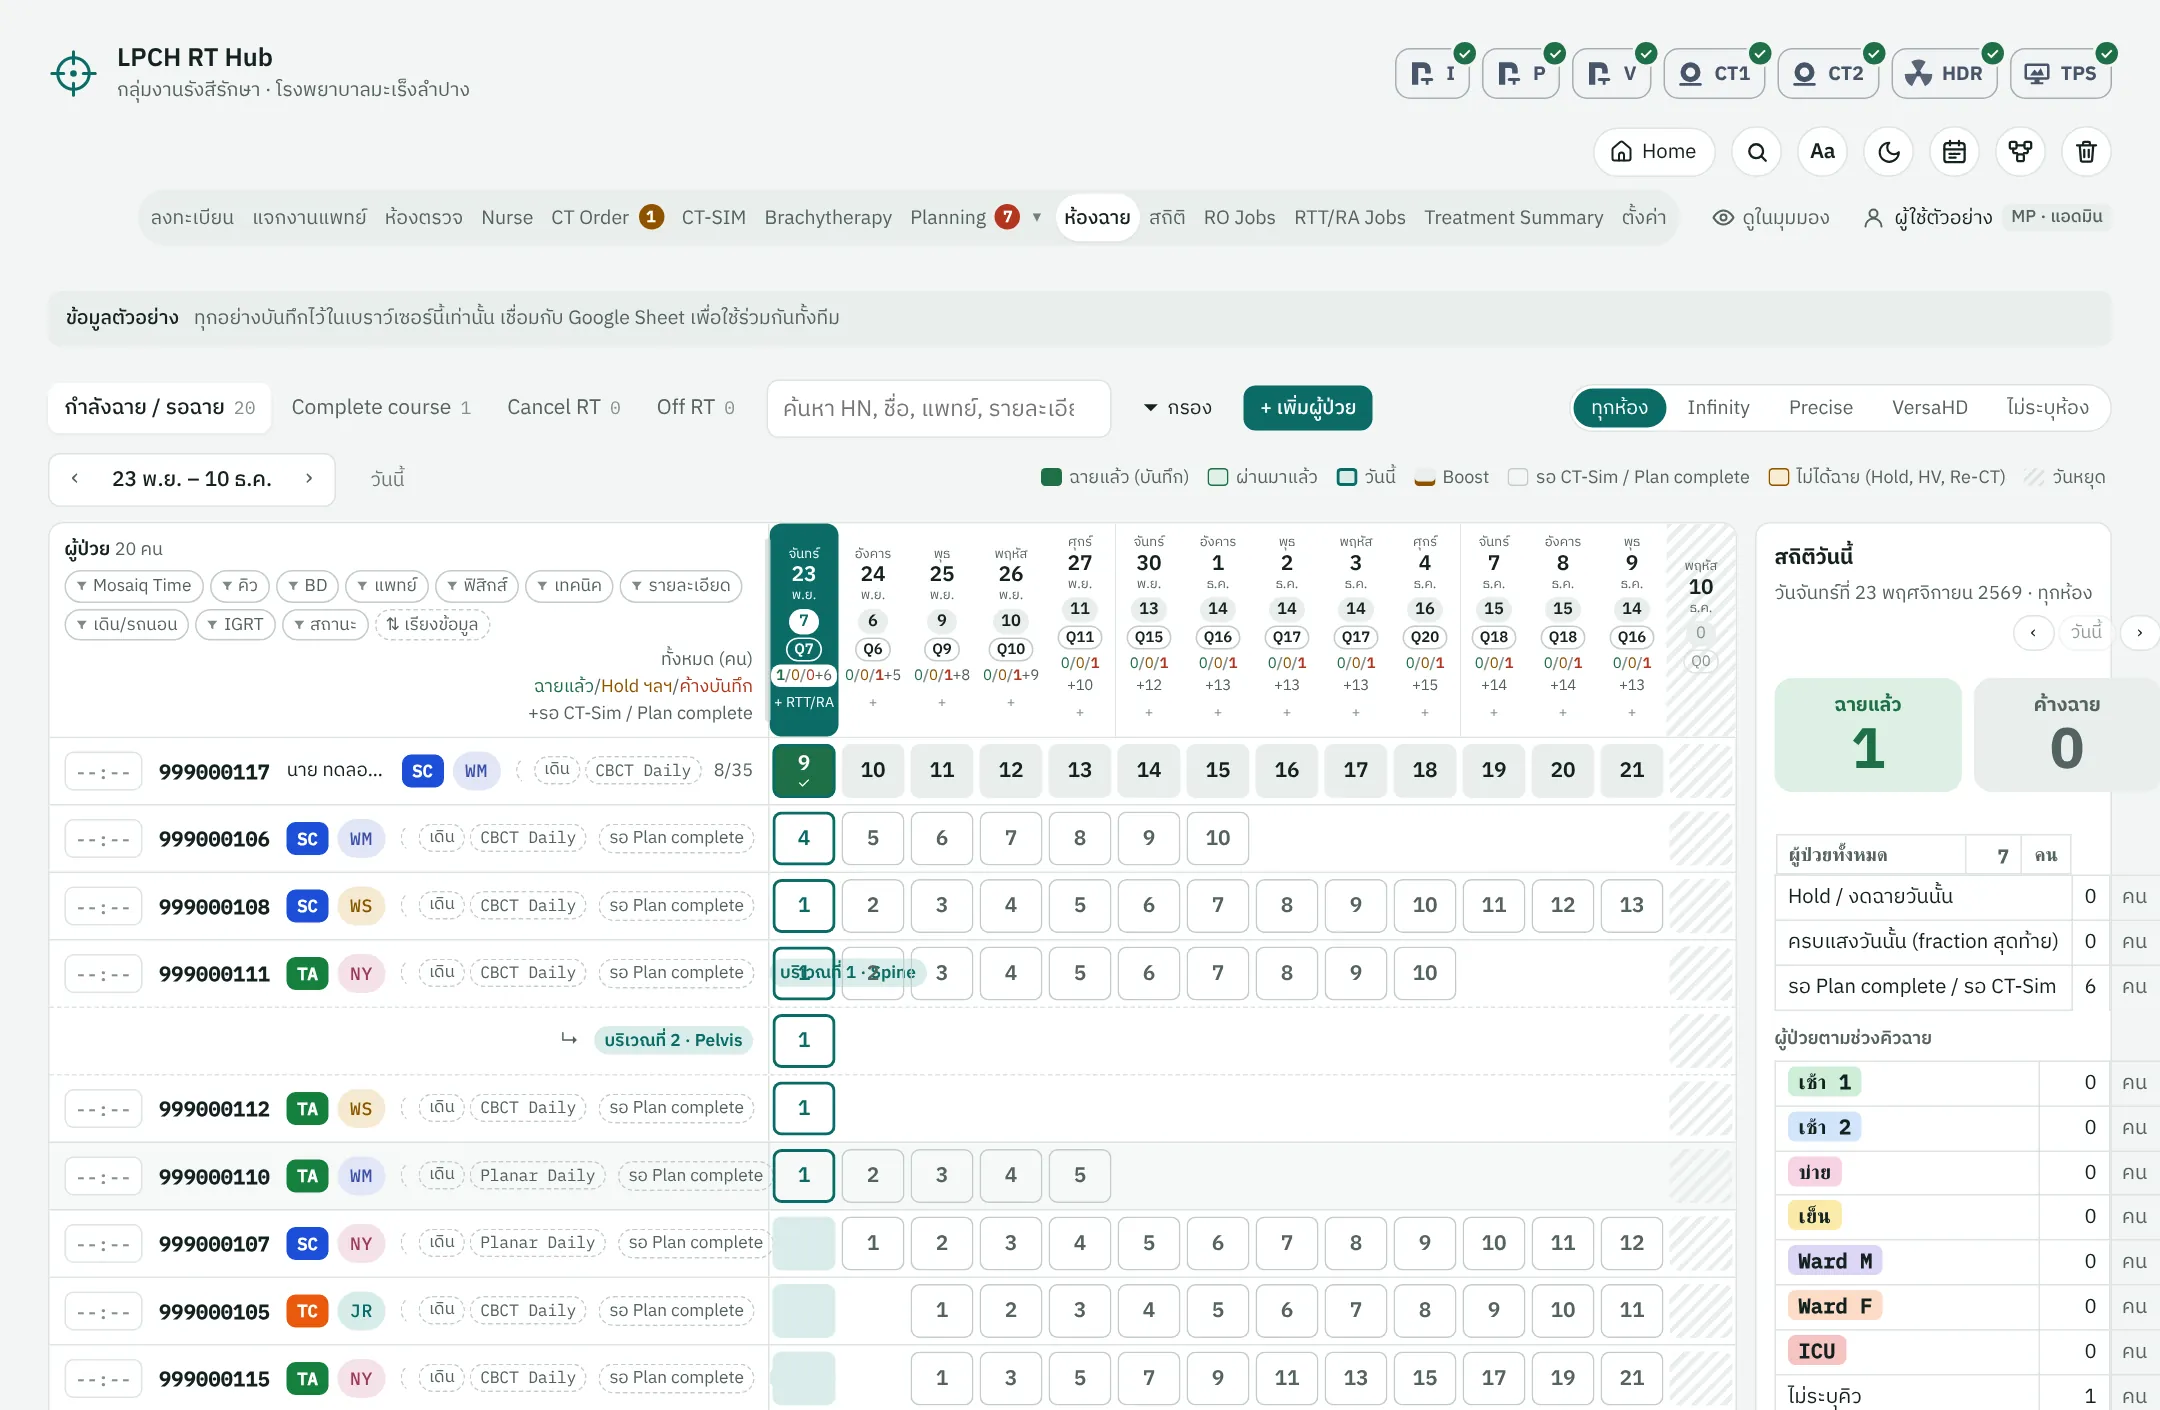 LPCH RT Hub
กลุ่มงานรังสีรักษา · โรงพยาบาลมะเร็งลำปาง
I P V CT1 CT2 HDR TPS
Home Aa
ลงทะเบียน แจกงานแพทย์ ห้องตรวจ Nurse CT Order 1 CT-SIM Brachytherapy Planning 7 ▼ ห้องฉาย สถิติ RO Jobs RTT/RA Jobs Treatment Summary ตั้งค่า ดูในมุมมอง ผู้ใช้ตัวอย่าง MP · แอดมิน
ข้อมูลตัวอย่าง ทุกอย่างบันทึกไว้ในเบราว์เซอร์นี้เท่านั้น เชื่อมกับ Google Sheet เพื่อใช้ร่วมกันทั้งทีม
กำลังฉาย / รอฉาย 20 Complete course 1 Cancel RT 0 Off RT 0 ค้นหา HN, ชื่อ, แพทย์, รายละเอีย ▼ กรอง + เพิ่มผู้ป่วย ทุกห้อง Infinity Precise VersaHD ไม่ระบุห้อง
‹ 23 พ.ย. – 10 ธ.ค. › วันนี้ ฉายแล้ว (บันทึก) ผ่านมาแล้ว วันนี้ Boost รอ CT-Sim / Plan complete ไม่ได้ฉาย (Hold, HV, Re-CT) วันหยุด
ผู้ป่วย 20 คน
▼ Mosaiq Time ▼ คิว ▼ BD ▼ แพทย์ ▼ ฟิสิกส์ ▼ เทคนิค ▼ รายละเอียด
▼ เดิน/รถนอน ▼ IGRT ▼ สถานะ ⇅ เรียงข้อมูล
ทั้งหมด (คน)
ฉายแล้ว/Hold ฯลฯ/ค้างบันทึก
+รอ CT-Sim / Plan complete
จันทร์ อังคาร พุธ พฤหัส ศุกร์ จันทร์ อังคาร พุธ พฤหัส ศุกร์ จันทร์ อังคาร พุธ พฤหัส
23 24 25 26 27 30 1 2 3 4 7 8 9 10
พ.ย. พ.ย. พ.ย. พ.ย. พ.ย. พ.ย. ธ.ค. ธ.ค. ธ.ค. ธ.ค. ธ.ค. ธ.ค. ธ.ค. ธ.ค.
7 6 9 10 11 13 14 14 14 16 15 15 14 0
Q7 Q6 Q9 Q10 Q11 Q15 Q16 Q17 Q17 Q20 Q18 Q18 Q16 Q0
1/0/0+6 0/0/1+5 0/0/1+8 0/0/1+9 0/0/1 0/0/1 0/0/1 0/0/1 0/0/1 0/0/1 0/0/1 0/0/1 0/0/1
+10 +12 +13 +13 +13 +15 +14 +14 +13
+ RTT/RA + + + + + + + + + + + +
--:-- 999000117 นาย ทดลอ... SC WM เดิน CBCT Daily 8/35 9 10 11 12 13 14 15 16 17 18 19 20 21
--:-- 999000106 SC WM เดิน CBCT Daily รอ Plan complete 4 5 6 7 8 9 10
--:-- 999000108 SC WS เดิน CBCT Daily รอ Plan complete 1 2 3 4 5 6 7 8 9 10 11 12 13
--:-- 999000111 TA NY เดิน CBCT Daily รอ Plan complete บริเวณที่ 1 · Spine 1 2 3 4 5 6 7 8 9 10
↳ บริเวณที่ 2 · Pelvis 1
--:-- 999000112 TA WS เดิน CBCT Daily รอ Plan complete 1
--:-- 999000110 TA WM เดิน Planar Daily รอ Plan complete 1 2 3 4 5
--:-- 999000107 SC NY เดิน Planar Daily รอ Plan complete 1 2 3 4 5 6 7 8 9 10 11 12
--:-- 999000105 TC JR เดิน CBCT Daily รอ Plan complete 1 2 3 4 5 6 7 8 9 10 11
--:-- 999000115 TA NY เดิน CBCT Daily รอ Plan complete 1 3 5 7 9 11 13 15 17 19 21
สถิติวันนี้
วันจันทร์ที่ 23 พฤศจิกายน 2569 · ทุกห้อง
‹ วันนี้ ›
ฉายแล้ว ค้างฉาย
1 0
ผู้ป่วยทั้งหมด 7 คน
Hold / งดฉายวันนั้น 0 คน
ครบแสงวันนั้น (fraction สุดท้าย) 0 คน
รอ Plan complete / รอ CT-Sim 6 คน
ผู้ป่วยตามช่วงคิวฉาย
เช้า 1 0 คน
เช้า 2 0 คน
บ่าย 0 คน
เย็น 0 คน
Ward M 0 คน
Ward F 0 คน
ICU 0 คน
ไม่ระบุคิว 1 คน